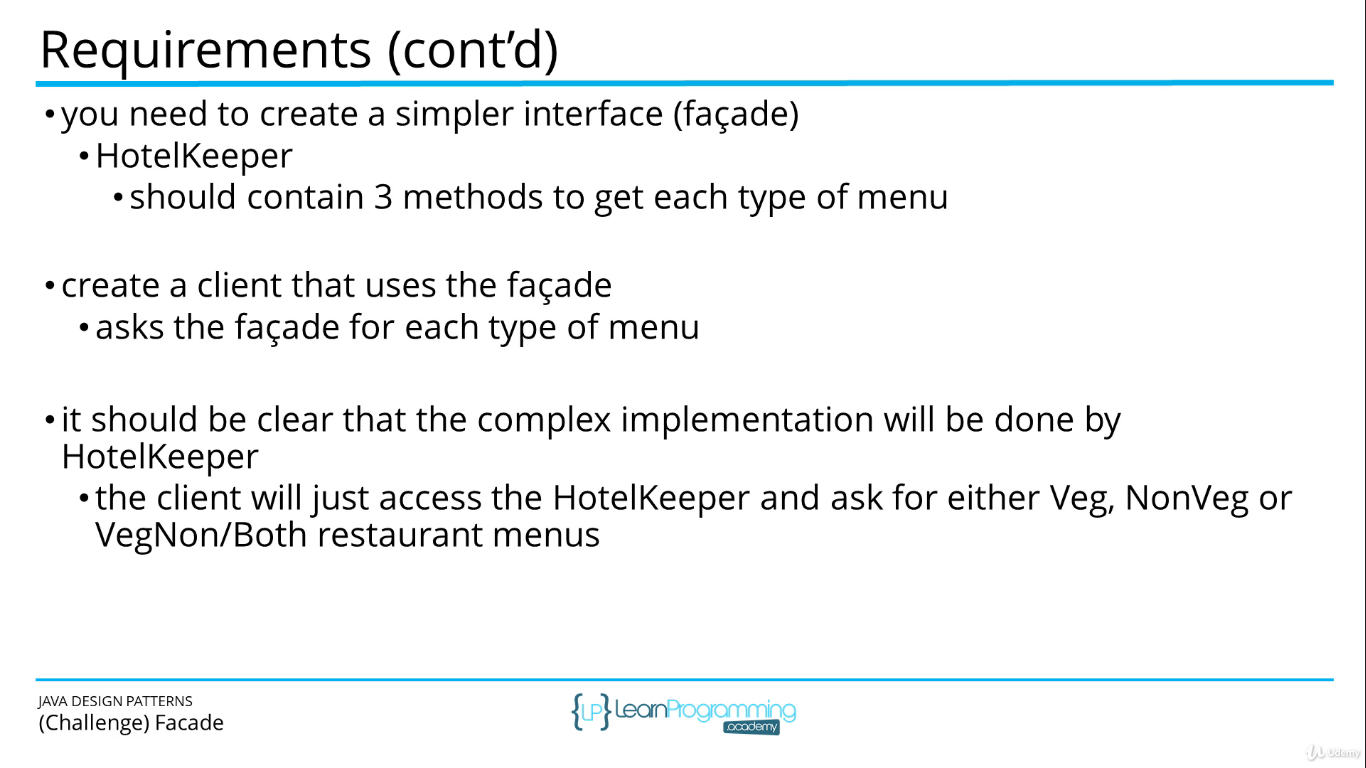 Requirements (cont’d)
• you need to create a simpler interface (façade)
• HotelKeeper
• should contain 3 methods to get each type of menu
• create a client that uses the façade
• asks the façade for each type of menu
• it should be clear that the complex implementation will be done by
HotelKeeper
• the client will just access the HotelKeeper and ask for either Veg, NonVeg or
VegNon/Both restaurant menus
JAVA DESIGN PATTERNS
(Challenge) Facade
{LP} LearnProgramming
.academy
Udemy